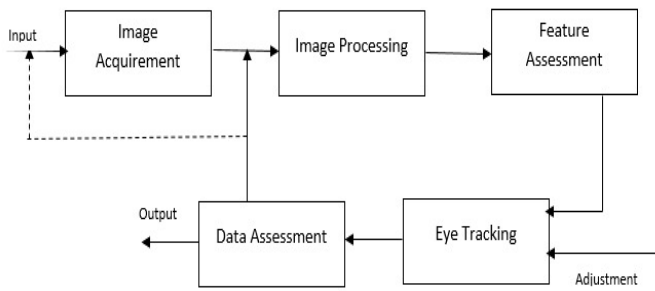 Input
Image
Acquirement
Image Processing
Feature
Assessment
Output
Data Assessment
Eye Tracking
Adjustment